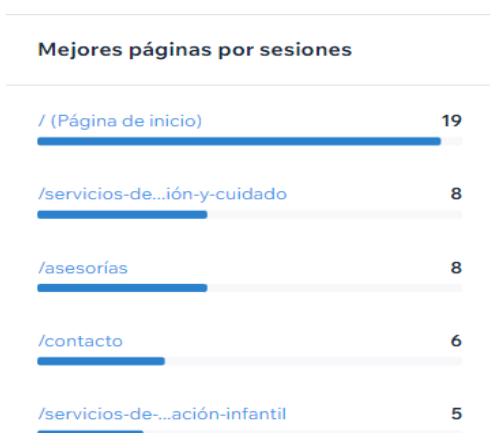 Mejores páginas por sesiones
/ (Página de inicio) 19
/servicios-de...ión-y-cuidado 8
/asesorías 8
/contacto 6
/servicios-de-...ación-infantil 5